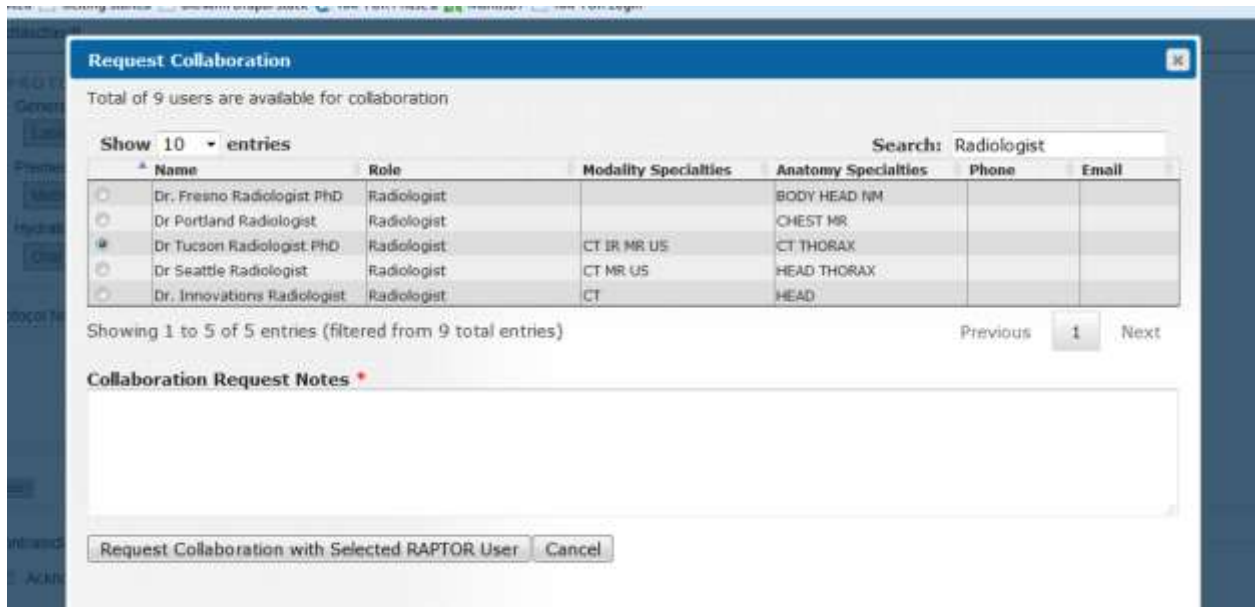 Request Collaboration
Total of 9 users are available for collaboration
Show 10 entries Search: Radiologist
Name Role Modality Specialties Anatomy Specialties Phone Email
Dr. Fresno Radiologist PhD Radiologist BODY HEAD NM
Dr Portland Radiologist Radiologist CHEST MR
Dr Tucson Radiologist PhD Radiologist CT IR MR US CT THORAX
Dr Seattle Radiologist Radiologist CT MR US HEAD THORAX
Dr. Innovations Radiologist Radiologist CT HEAD
Showing 1 to 5 of 5 entries (filtered from 9 total entries) Previous 1 Next
Collaboration Request Notes *
Request Collaboration with Selected RAPTOR User Cancel